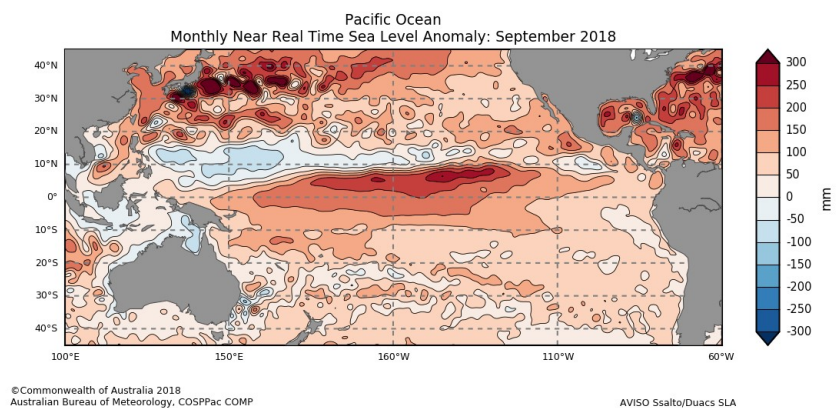 Pacific Ocean
Monthly Near Real Time Sea Level Anomaly: September 2018
40°N
30°N
20°N
10°N
0°
10°S
20°S
30°S
40°S
100°E
150°E
160°W
110°W
60°W
300
250
200
150
100
50
0
-50
-100
-150
-200
-250
-300
mm
©Commonwealth of Australia 2018
Australian Bureau of Meteorology, COSPPac COMP
AVISO Ssalto/Duacs SLA